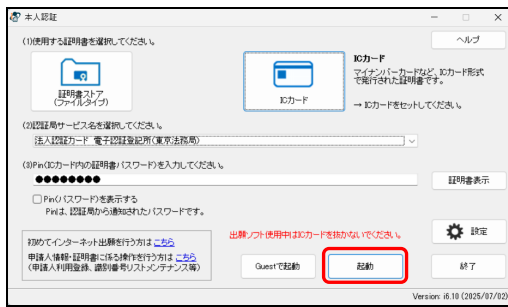 本人認証
(1)使用する証明書を選択してください。
ヘルプ
証明書ストア
(ファイルタイプ)
ICカード
ICカード
マイナンバーカードなど、ICカード形式
で発行された証明書です。
→ ICカードをセットしてください。
(2)認証局サービス名を選択してください。
法人認証カード 電子認証登記所(東京法務局)
(3)Pin(ICカード内の証明書パスワード)を入力してください。
●●●●●●●●
証明書表示
Pin(パスワード)を表示する
Pinは、認証局から通知されたパスワードです。
出願ソフト使用中はICカードを抜かないでください。
設定
初めてインターネット出願を行う方は こちら
申請人情報・証明書に係る操作を行う方は こちら
(申請人利用登録、識別番号リストメンテナンス等)
Guestで起動
起動
終了
Version: i6.10 (2025/07/02)